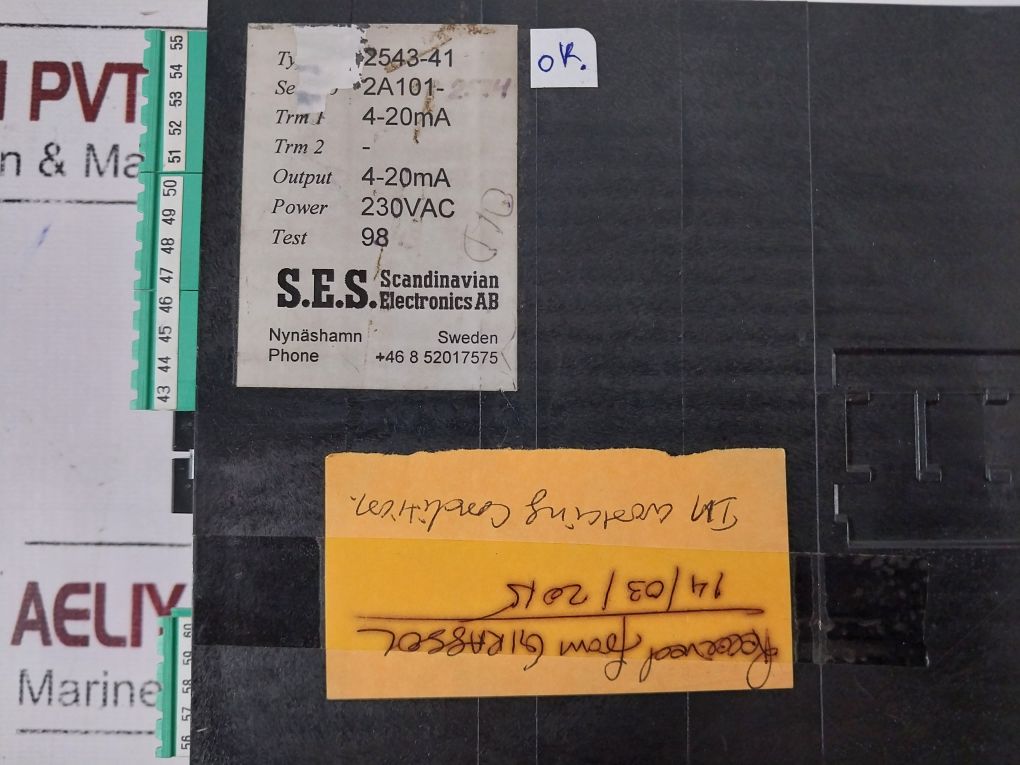 Ty 2543-41
Se 2A101-
Trm 1 4-20mA
Trm 2 -
Output 4-20mA
Power 230VAC
Test 98
S.E.S. Scandinavian
Electronics AB
Nynäshamn Sweden
Phone +46 8 52017575
OK.
Received from GIRASSOL
14/03/2015
IN working Condition.
55
54
53
52
51
50
49
48
47
46
45
44
43
60
59
58
57
56
PVT
n & Ma
AELIY
Marine